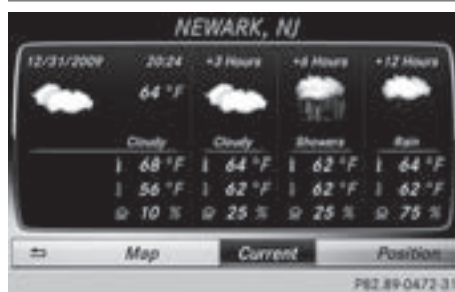 NEWARK, NJ
12/31/2009 20:24 +3 Hours +6 Hours +12 Hours
64 °F
Cloudy Cloudy Showers Rain
68 °F 64 °F 62 °F 64 °F
56 °F 62 °F 62 °F 62 °F
10 % 25 % 25 % 75 %
Map Current Position
P82.89-0472-31